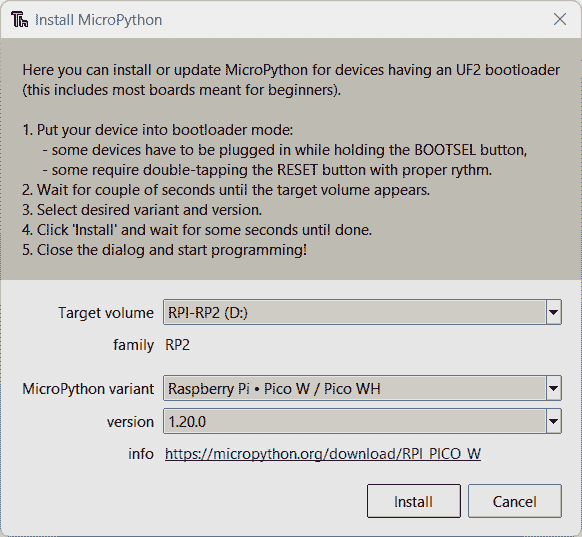 Th Install MicroPython
Here you can install or update MicroPython for devices having an UF2 bootloader
(this includes most boards meant for beginners).
1. Put your device into bootloader mode:
- some devices have to be plugged in while holding the BOOTSEL button,
- some require double-tapping the RESET button with proper rythm.
2. Wait for couple of seconds until the target volume appears.
3. Select desired variant and version.
4. Click 'Install' and wait for some seconds until done.
5. Close the dialog and start programming!
Target volume RPI-RP2 (D:)
family RP2
MicroPython variant Raspberry Pi • Pico W / Pico WH
version 1.20.0
info https://micropython.org/download/RPI_PICO_W
Install Cancel